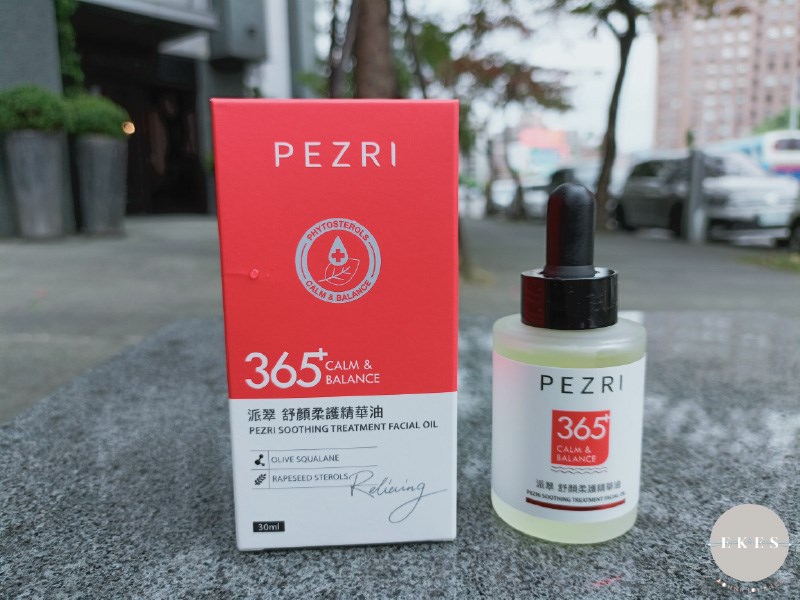 PEZRI
PHYTOSTEROLS
CALM & BALANCE
365+ CALM &
BALANCE
派翠 舒顏柔護精華油
PEZRI SOOTHING TREATMENT FACIAL OIL
OLIVE SQUALANE
RAPESEED STEROLS
Relieving
30ml
PEZRI
365+
CALM &
BALANCE
派翠 舒顏柔護精華油
PEZRI SOOTHING TREATMENT FACIAL OIL
EKES